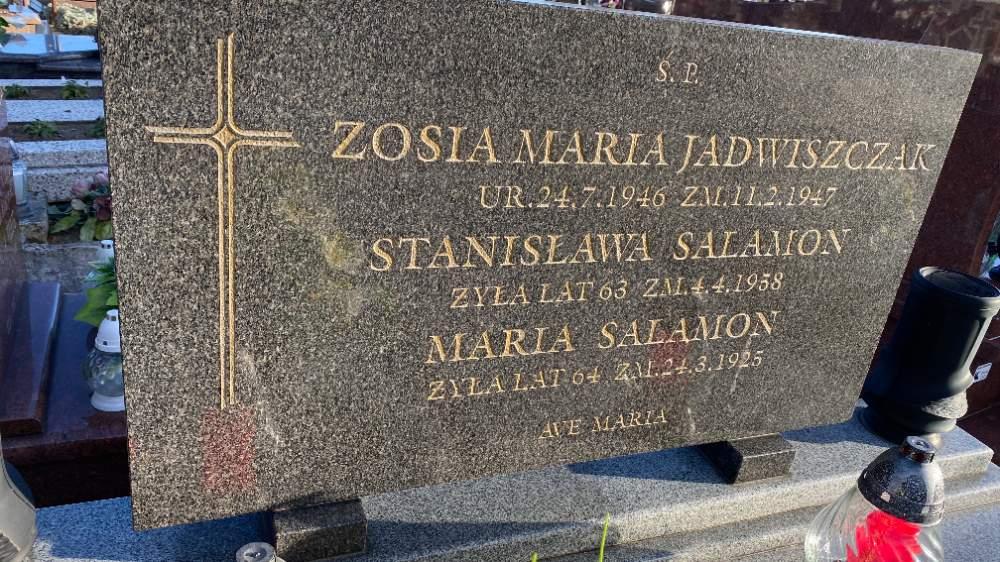 Ś. P.
ZOSIA MARIA JADWISZCZAK
UR.24.7.1946 ZM.11.2.1947
STANISŁAWA SALAMON
ŻYŁA LAT 63 ZM.4.4.1938
MARIA SALAMON
ŻYŁA LAT 64 ZM.24.3.1925
AVE MARIA